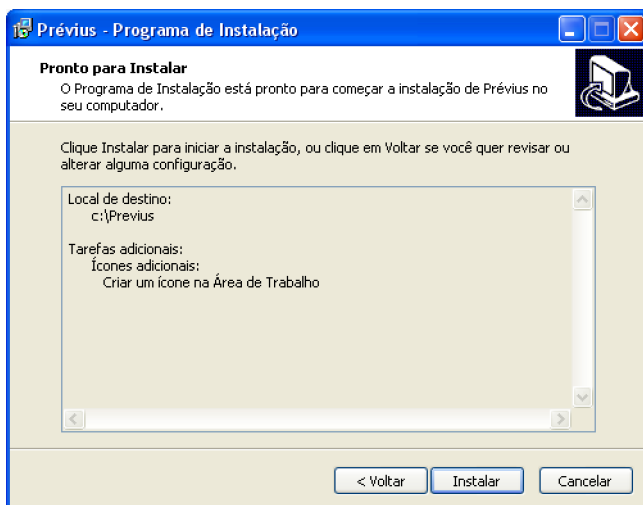 Prévius - Programa de Instalação
Pronto para Instalar
O Programa de Instalação está pronto para começar a instalação de Prévius no
seu computador.
Clique Instalar para iniciar a instalação, ou clique em Voltar se você quer revisar ou
alterar alguma configuração.
Local de destino:
c:\Previus
Tarefas adicionais:
Ícones adicionais:
Criar um ícone na Área de Trabalho
< Voltar
Instalar
Cancelar